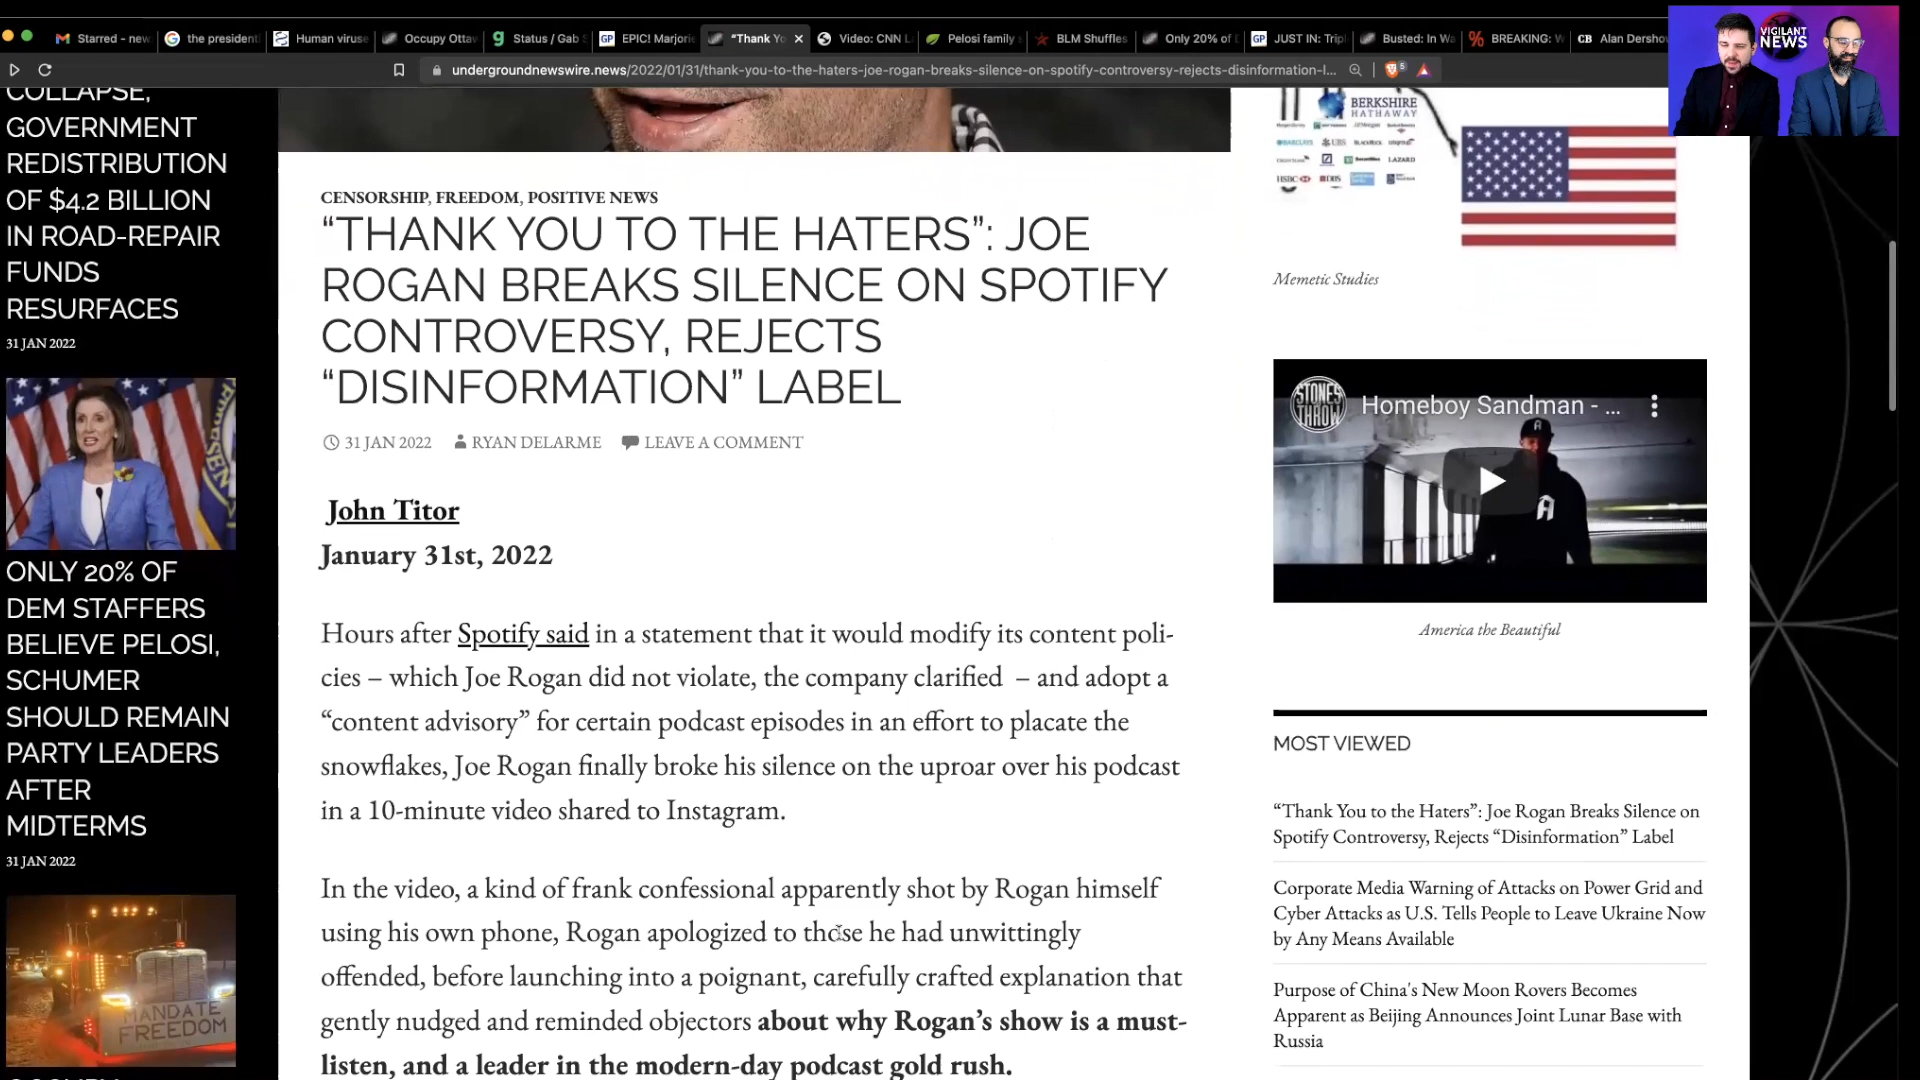 Starred - new
the president
Human viruse
Occupy Ottav
Status / Gab S
EPIC! Marjorie
"Thank Yo
Video: CNN L
Pelosi family s
BLM Shuffles
Only 20% of D
JUST IN: Tripl
Busted: In Wa
BREAKING: W
Alan Dersho
undergroundnewswire.news/2022/01/31/thank-you-to-the-haters-joe-rogan-breaks-silence-on-spotify-controversy-rejects-disinformation-l...
VIGILANT
NEWS
COLLAPSE,
GOVERNMENT
REDISTRIBUTION
OF $4.2 BILLION
IN ROAD-REPAIR
FUNDS
RESURFACES
31 JAN 2022
ONLY 20% OF
DEM STAFFERS
BELIEVE PELOSI,
SCHUMER
SHOULD REMAIN
PARTY LEADERS
AFTER
MIDTERMS
31 JAN 2022
MANDATE
FREEDOM
CENSORSHIP, FREEDOM, POSITIVE NEWS
“THANK YOU TO THE HATERS”: JOE
ROGAN BREAKS SILENCE ON SPOTIFY
CONTROVERSY, REJECTS
“DISINFORMATION” LABEL
31 JAN 2022 RYAN DELARME LEAVE A COMMENT
John Titor
January 31st, 2022
Hours after Spotify said in a statement that it would modify its content poli-
cies – which Joe Rogan did not violate, the company clarified – and adopt a
“content advisory” for certain podcast episodes in an effort to placate the
snowflakes, Joe Rogan finally broke his silence on the uproar over his podcast
in a 10-minute video shared to Instagram.
In the video, a kind of frank confessional apparently shot by Rogan himself
using his own phone, Rogan apologized to those he had unwittingly
offended, before launching into a poignant, carefully crafted explanation that
gently nudged and reminded objectors about why Rogan’s show is a must-
listen, and a leader in the modern-day podcast gold rush.
BERKSHIRE
HATHAWAY
BARCLAYS UBS BLACKROCK
LAZARD
HSBC DBS
Memetic Studies
STONES
THROW
Homeboy Sandman - ...
America the Beautiful
MOST VIEWED
“Thank You to the Haters”: Joe Rogan Breaks Silence on
Spotify Controversy, Rejects “Disinformation” Label
Corporate Media Warning of Attacks on Power Grid and
Cyber Attacks as U.S. Tells People to Leave Ukraine Now
by Any Means Available
Purpose of China's New Moon Rovers Becomes
Apparent as Beijing Announces Joint Lunar Base with
Russia